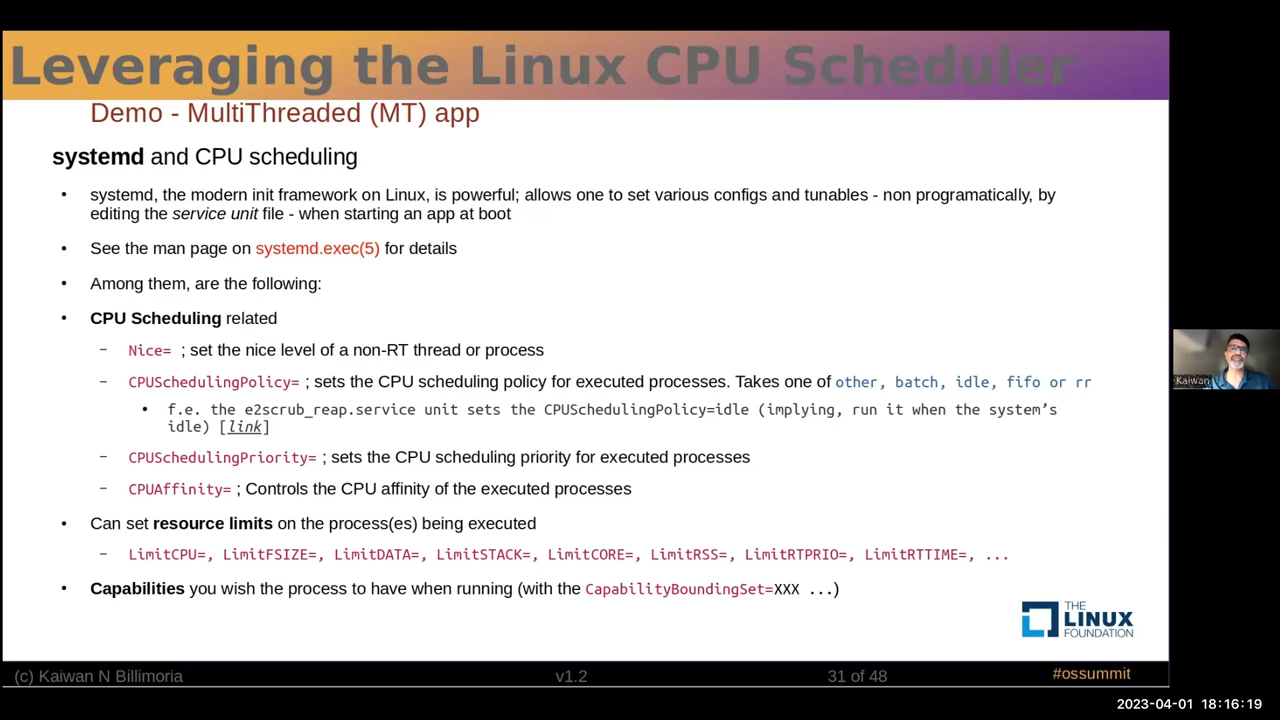 Leveraging the Linux CPU Scheduler
Demo - MultiThreaded (MT) app
systemd and CPU scheduling
• systemd, the modern init framework on Linux, is powerful; allows one to set various configs and tunables - non programatically, by
editing the service unit file - when starting an app at boot
• See the man page on systemd.exec(5) for details
• Among them, are the following:
• CPU Scheduling related
– Nice= ; set the nice level of a non-RT thread or process
– CPUSchedulingPolicy= ; sets the CPU scheduling policy for executed processes. Takes one of other, batch, idle, fifo or rr
• f.e. the e2scrub_reap.service unit sets the CPUSchedulingPolicy=idle (implying, run it when the system's
idle) [link]
– CPUSchedulingPriority= ; sets the CPU scheduling priority for executed processes
– CPUAffinity= ; Controls the CPU affinity of the executed processes
• Can set resource limits on the process(es) being executed
– LimitCPU=, LimitFSIZE=, LimitDATA=, LimitSTACK=, LimitCORE=, LimitRSS=, LimitRTPRIO=, LimitRTTIME=, ...
• Capabilities you wish the process to have when running (with the CapabilityBoundingSet=XXX ...)
THE
LINUX
FOUNDATION
(c) Kaiwan N Billimoria v1.2 31 of 48 #ossummit
Kaiwan
2023-04-01 18:16:19